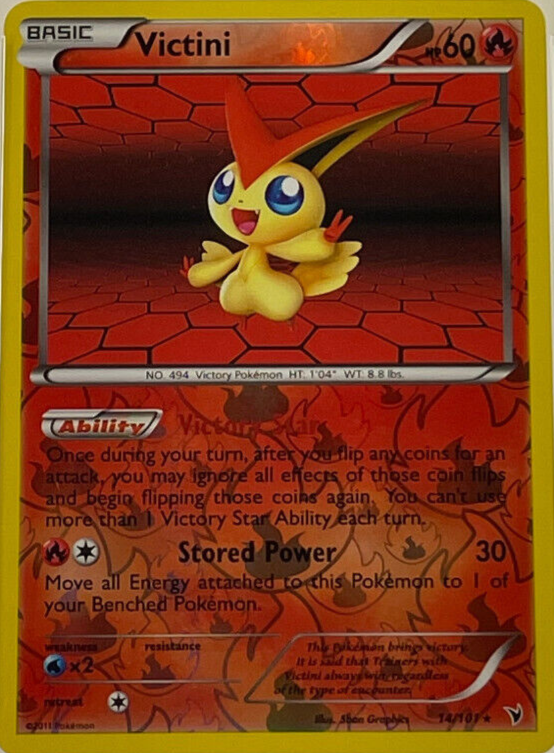 BASIC
Victini
HP60
NO. 494 Victory Pokémon HT: 1'04" WT: 8.8 lbs.
Ability Victory Star
Once during your turn, after you flip any coins for an
attack, you may ignore all effects of those coin flips
and begin flipping those coins again. You can't use
more than 1 Victory Star Ability each turn.
Stored Power 30
Move all Energy attached to this Pokémon to 1 of
your Benched Pokémon.
weakness resistance
×2
This Pokémon brings victory.
It is said that Trainers with
Victini always win, regardless
of the type of encounter.
retreat
©2011 Pokémon
Illus. 5ban Graphics 14/101 ★